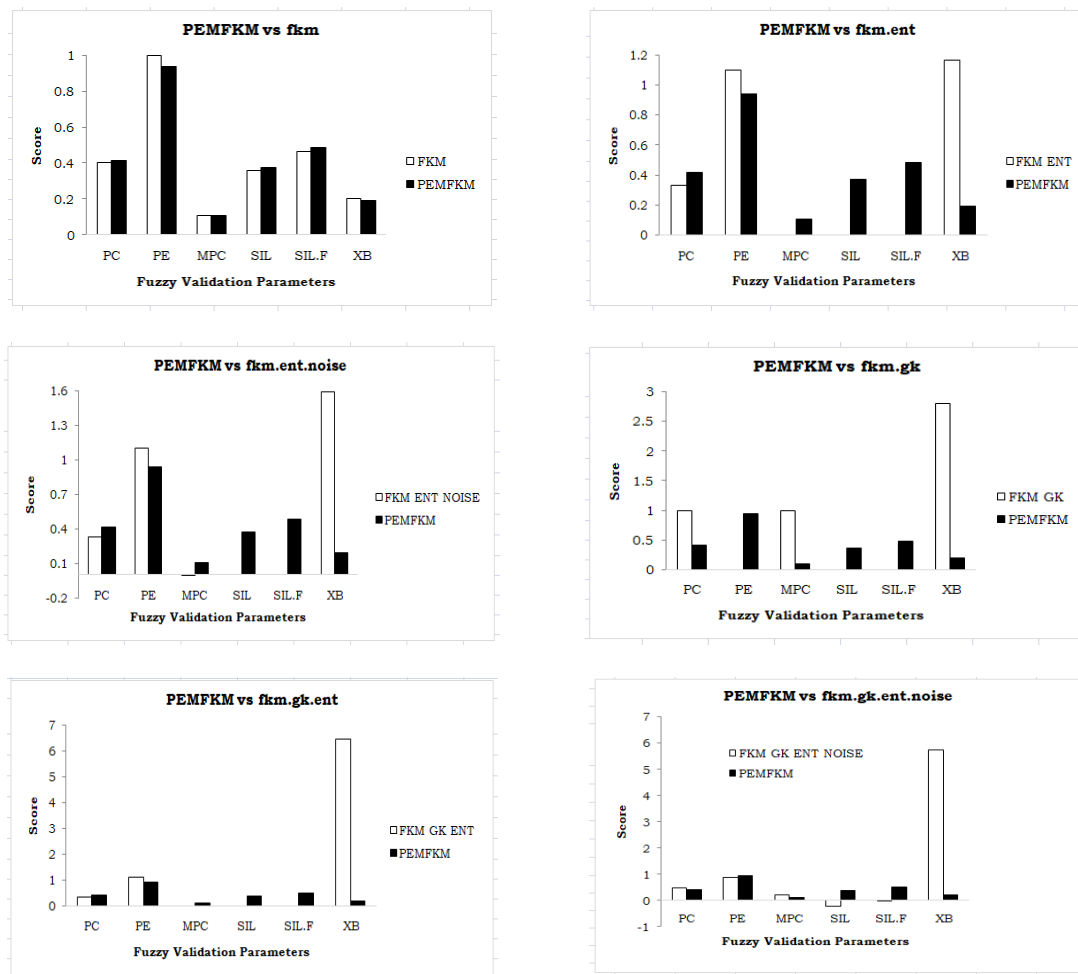 PEMFKM vs fkm
1
0.8
0.6
0.4
0.2
0
Score
PC PE MPC SIL SIL.F XB
Fuzzy Validation Parameters
FKM
PEMFKM
PEMFKM vs fkm.ent
1.2
1
0.8
0.6
0.4
0.2
0
Score
PC PE MPC SIL SIL.F XB
Fuzzy Validation Parameters
FKM ENT
PEMFKM
PEMFKM vs fkm.ent.noise
1.6
1.3
1
0.7
0.4
0.1
-0.2
Score
PC PE MPC SIL SIL.F XB
Fuzzy Validation Parameters
FKM ENT NOISE
PEMFKM
PEMFKM vs fkm.gk
3
2.5
2
1.5
1
0.5
0
Score
PC PE MPC SIL SIL.F XB
Fuzzy Validation Parameters
FKM GK
PEMFKM
PEMFKM vs fkm.gk.ent
7
6
5
4
3
2
1
0
Score
PC PE MPC SIL SIL.F XB
Fuzzy Validation Parameters
FKM GK ENT
PEMFKM
PEMFKM vs fkm.gk.ent.noise
7
6
5
4
3
2
1
0
-1
Score
FKM GK ENT NOISE
PEMFKM
PC PE MPC SIL SIL.F XB
Fuzzy Validation Parameters